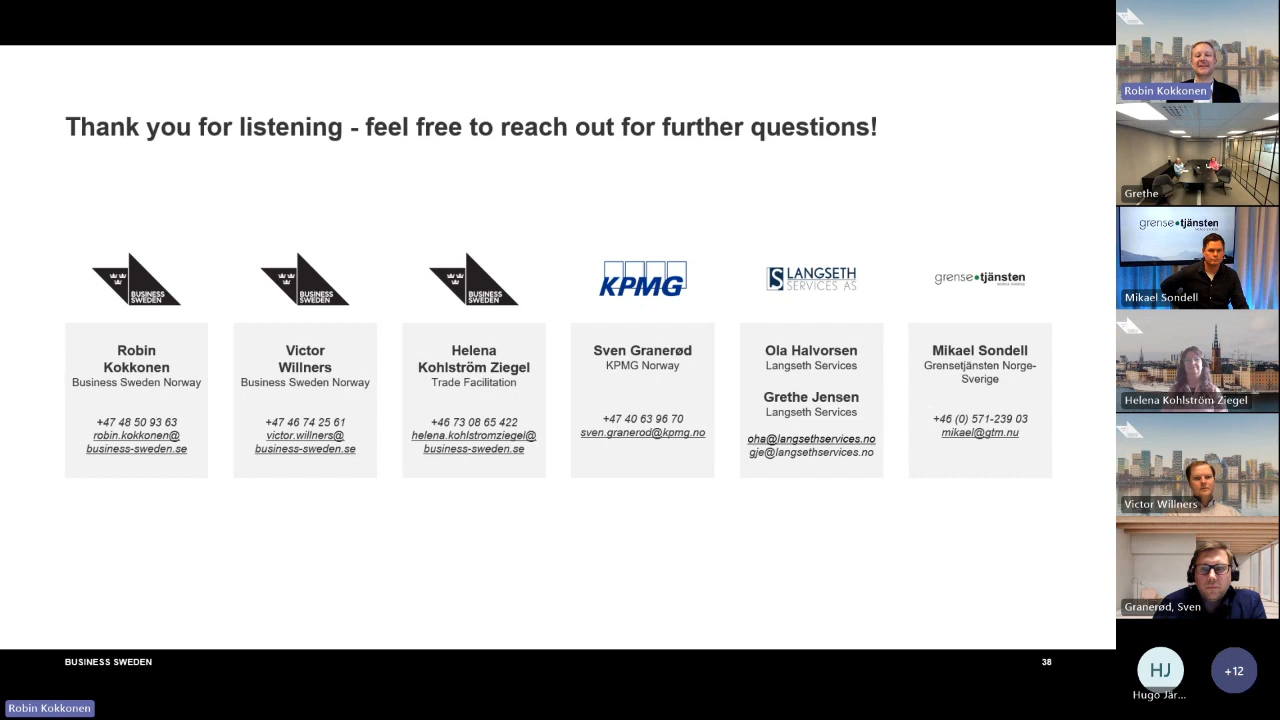 Thank you for listening - feel free to reach out for further questions!
BUSINESS
SWEDEN
BUSINESS
SWEDEN
BUSINESS
SWEDEN
KPMG
LANGSETH
SERVICES AS
grense•tjänsten
Robin
Kokkonen
Business Sweden Norway
+47 48 50 93 63
robin.kokkonen@
business-sweden.se
Victor
Willners
Business Sweden Norway
+47 46 74 25 61
victor.willners@
business-sweden.se
Helena
Kohlström Ziegel
Trade Facilitation
+46 73 08 65 422
helena.kohlstromziegel@
business-sweden.se
Sven Granerød
KPMG Norway
+47 40 63 96 70
sven.granerod@kpmg.no
Ola Halvorsen
Langseth Services
Grethe Jensen
Langseth Services
oha@langsethservices.no
gje@langsethservices.no
Mikael Sondell
Grensetjänsten Norge-
Sverige
+46 (0) 571-239 03
mikael@gtm.nu
BUSINESS SWEDEN
38
Robin Kokkonen
Robin Kokkonen
Grethe
grense•tjänsten
Mikael Sondell
Helena Kohlström Ziegel
Victor Willners
Granerød, Sven
HJ
+12
Hugo Jär...